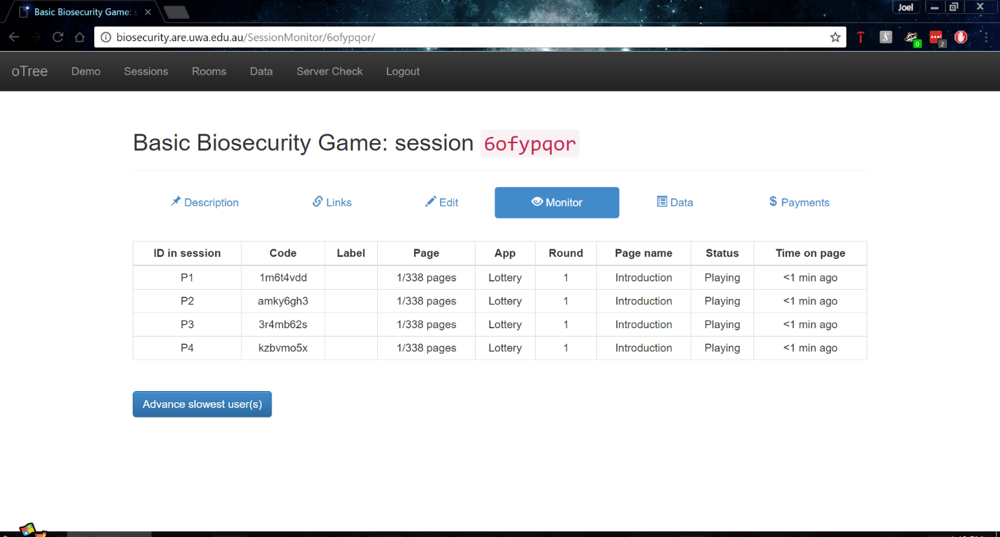 Basic Biosecurity Game: s
Joel
biosecurity.are.uwa.edu.au/SessionMonitor/6ofypqor/
0
2
oTree Demo Sessions Rooms Data Server Check Logout
Basic Biosecurity Game: session 6ofypqor
Description Links Edit Monitor Data $ Payments
ID in session Code Label Page App Round Page name Status Time on page
P1 1m6t4vdd 1/338 pages Lottery 1 Introduction Playing <1 min ago
P2 amky6gh3 1/338 pages Lottery 1 Introduction Playing <1 min ago
P3 3r4mb62s 1/338 pages Lottery 1 Introduction Playing <1 min ago
P4 kzbvmo5x 1/338 pages Lottery 1 Introduction Playing <1 min ago
Advance slowest user(s)